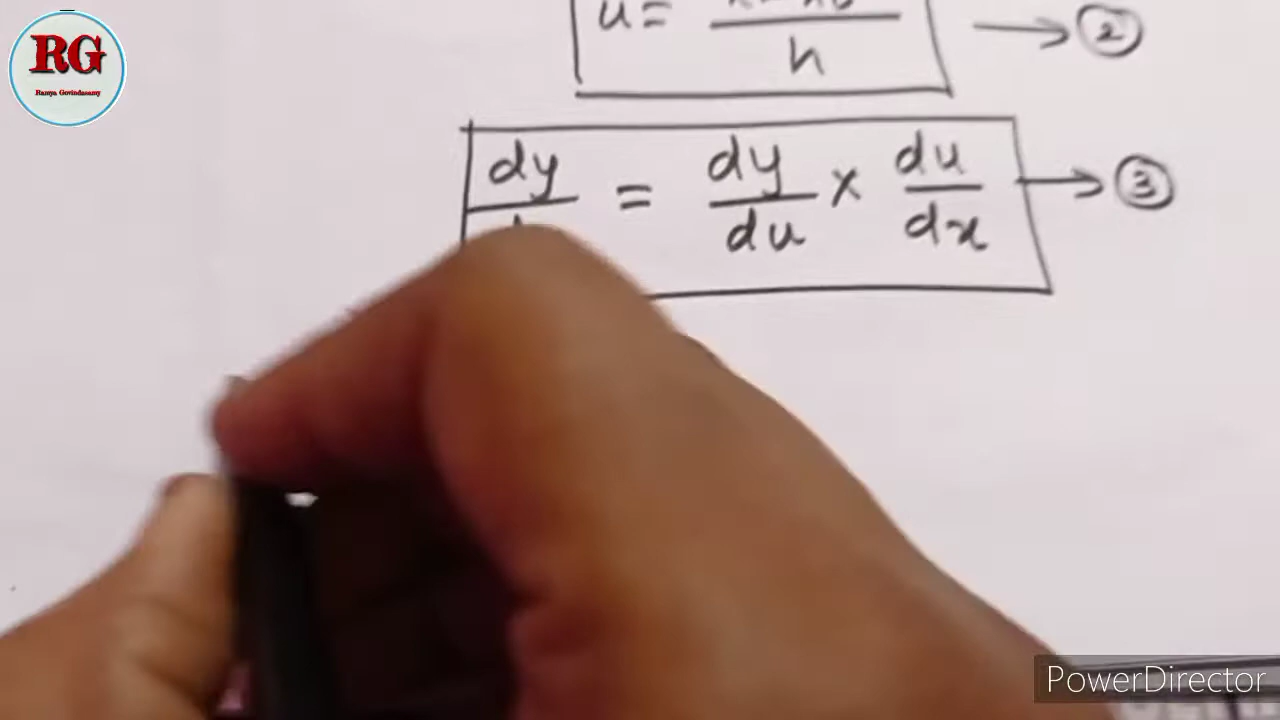 RG
Ramya Govindasamy
u = h → 2
dy = dy/du × du/dx → 3
PowerDirector